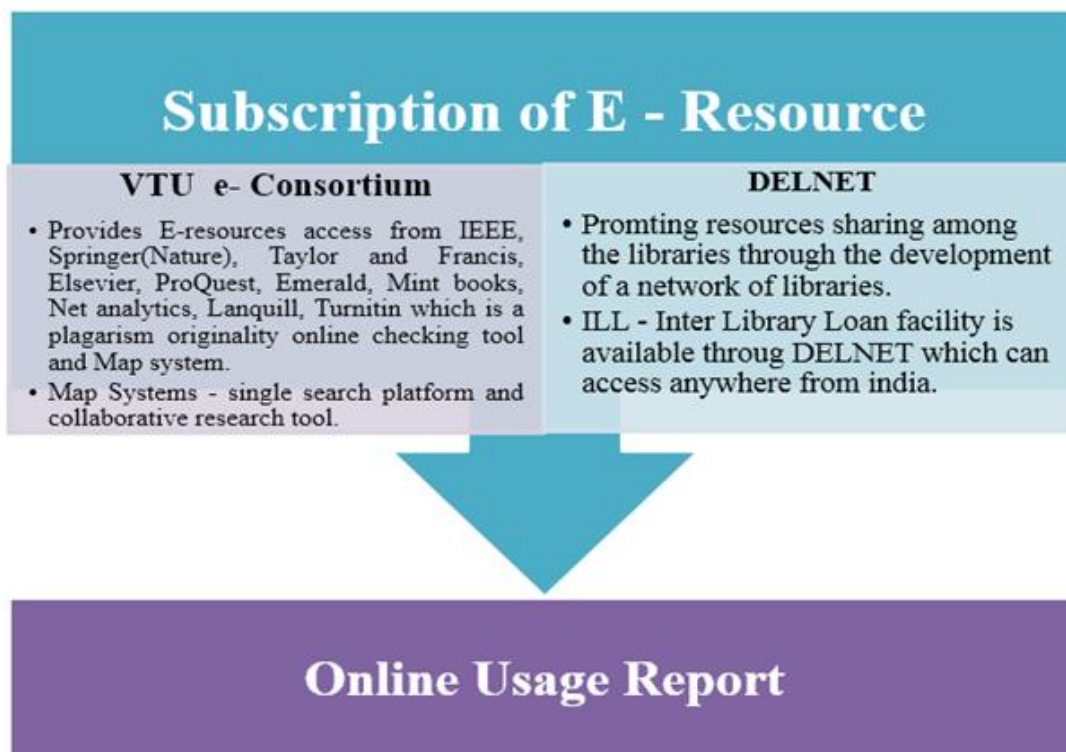 Subscription of E - Resource
VTU e- Consortium
• Provides E-resources access from IEEE,
Springer(Nature), Taylor and Francis,
Elsevier, ProQuest, Emerald, Mint books,
Net analytics, Lanquill, Turnitin which is a
plagarism originality online checking tool
and Map system.
• Map Systems - single search platform and
collaborative research tool.
DELNET
• Promting resources sharing among
the libraries through the development
of a network of libraries.
• ILL - Inter Library Loan facility is
available throug DELNET which can
access anywhere from india.
Online Usage Report